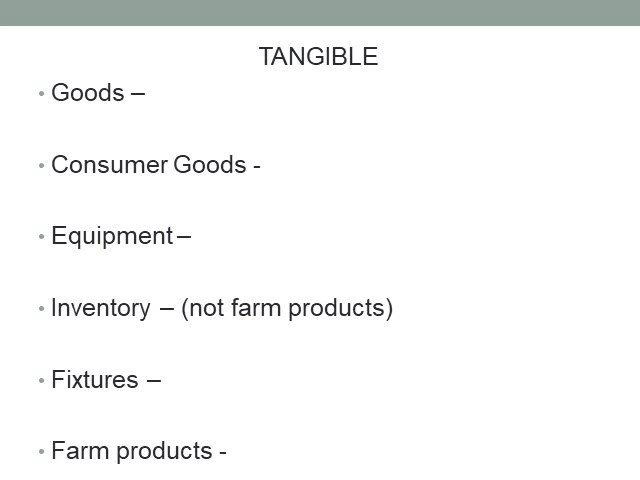 TANGIBLE
• Goods –
• Consumer Goods -
• Equipment –
• Inventory – (not farm products)
• Fixtures –
• Farm products -